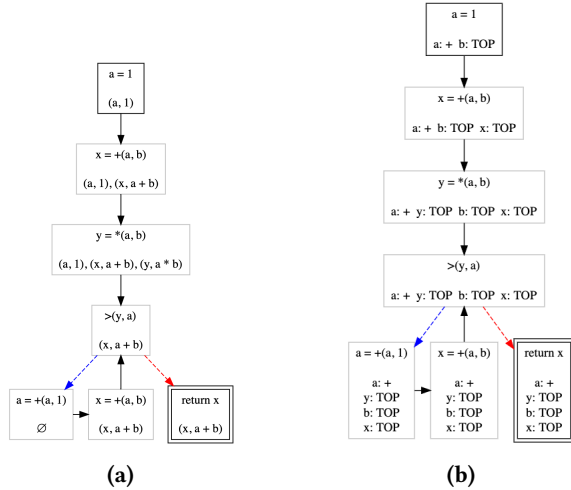 a = 1
(a, 1)
x = +(a, b)
(a, 1), (x, a + b)
y = *(a, b)
(a, 1), (x, a + b), (y, a * b)
>(y, a)
(x, a + b)
a = +(a, 1)
∅
x = +(a, b)
(x, a + b)
return x
(x, a + b)
(a)
a = 1
a: + b: TOP
x = +(a, b)
a: + b: TOP x: TOP
y = *(a, b)
a: + y: TOP b: TOP x: TOP
>(y, a)
a: + y: TOP b: TOP x: TOP
a = +(a, 1)
a: +
y: TOP
b: TOP
x: TOP
x = +(a, b)
a: +
y: TOP
b: TOP
x: TOP
return x
a: +
y: TOP
b: TOP
x: TOP
(b)